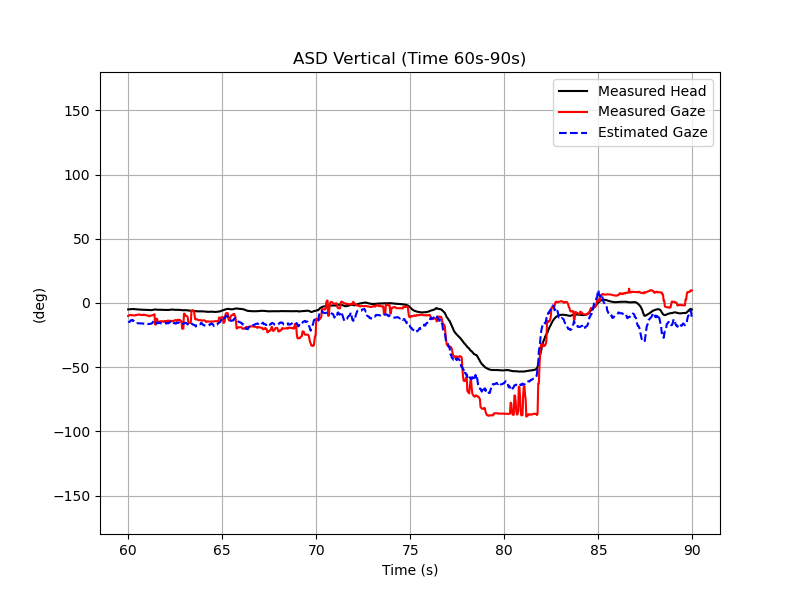 ASD Vertical (Time 60s-90s)
Measured Head
Measured Gaze
Estimated Gaze
150
100
50
0
−50
−100
−150
(deg)
60 65 70 75 80 85 90
Time (s)